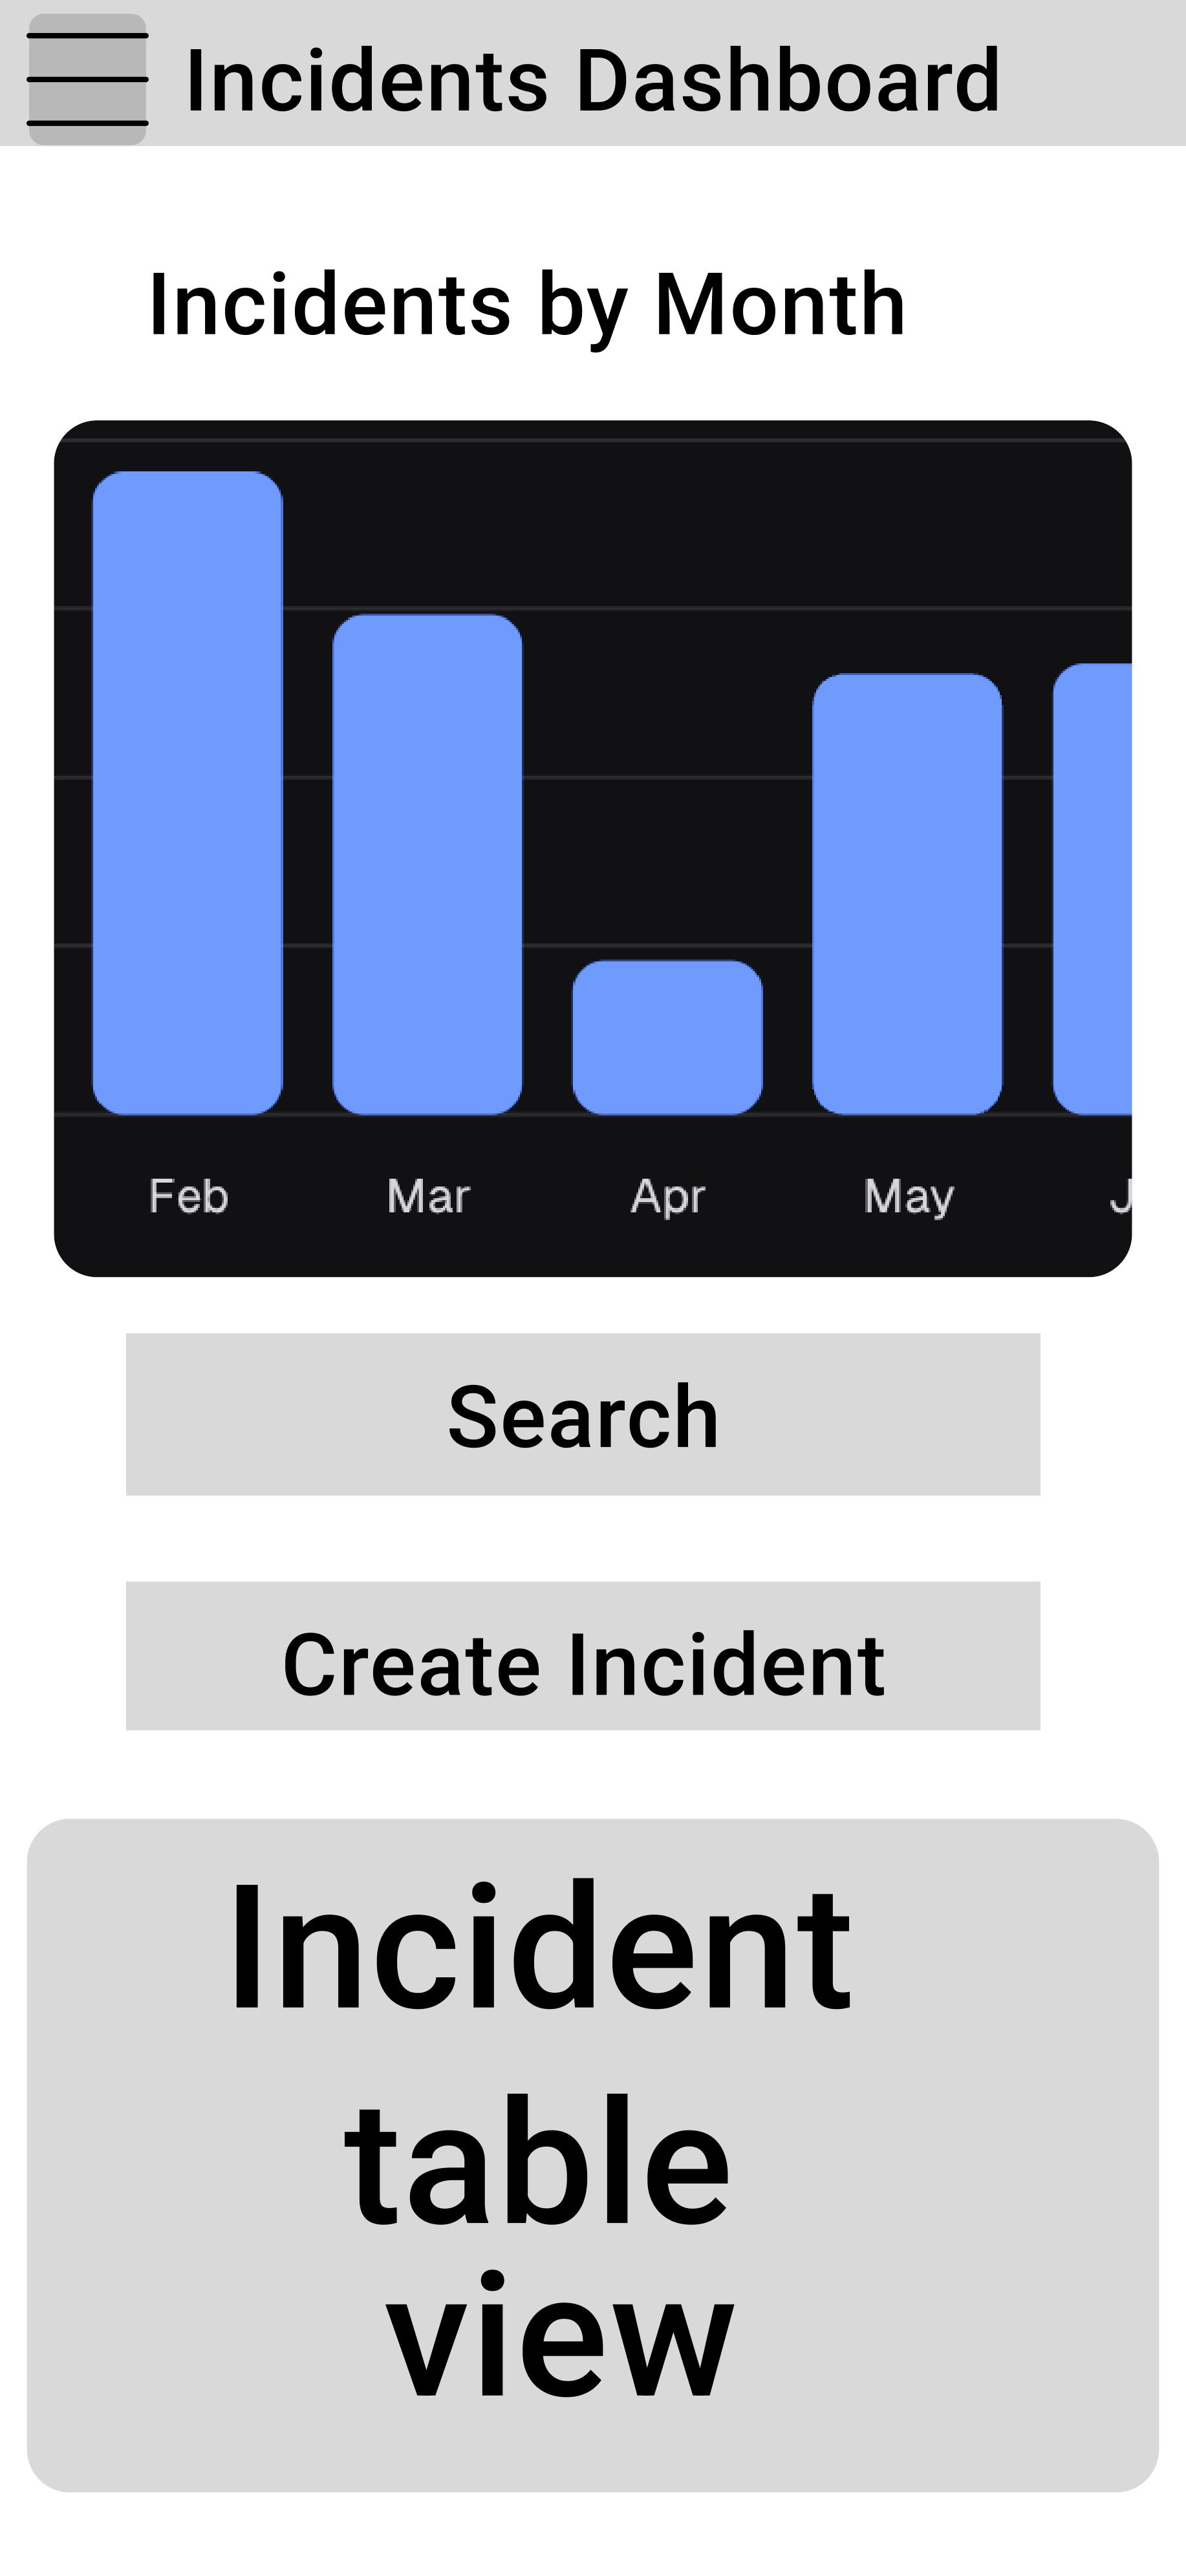 Incidents Dashboard
Incidents by Month
Feb Mar Apr May J
Search
Create Incident
Incident
table
view